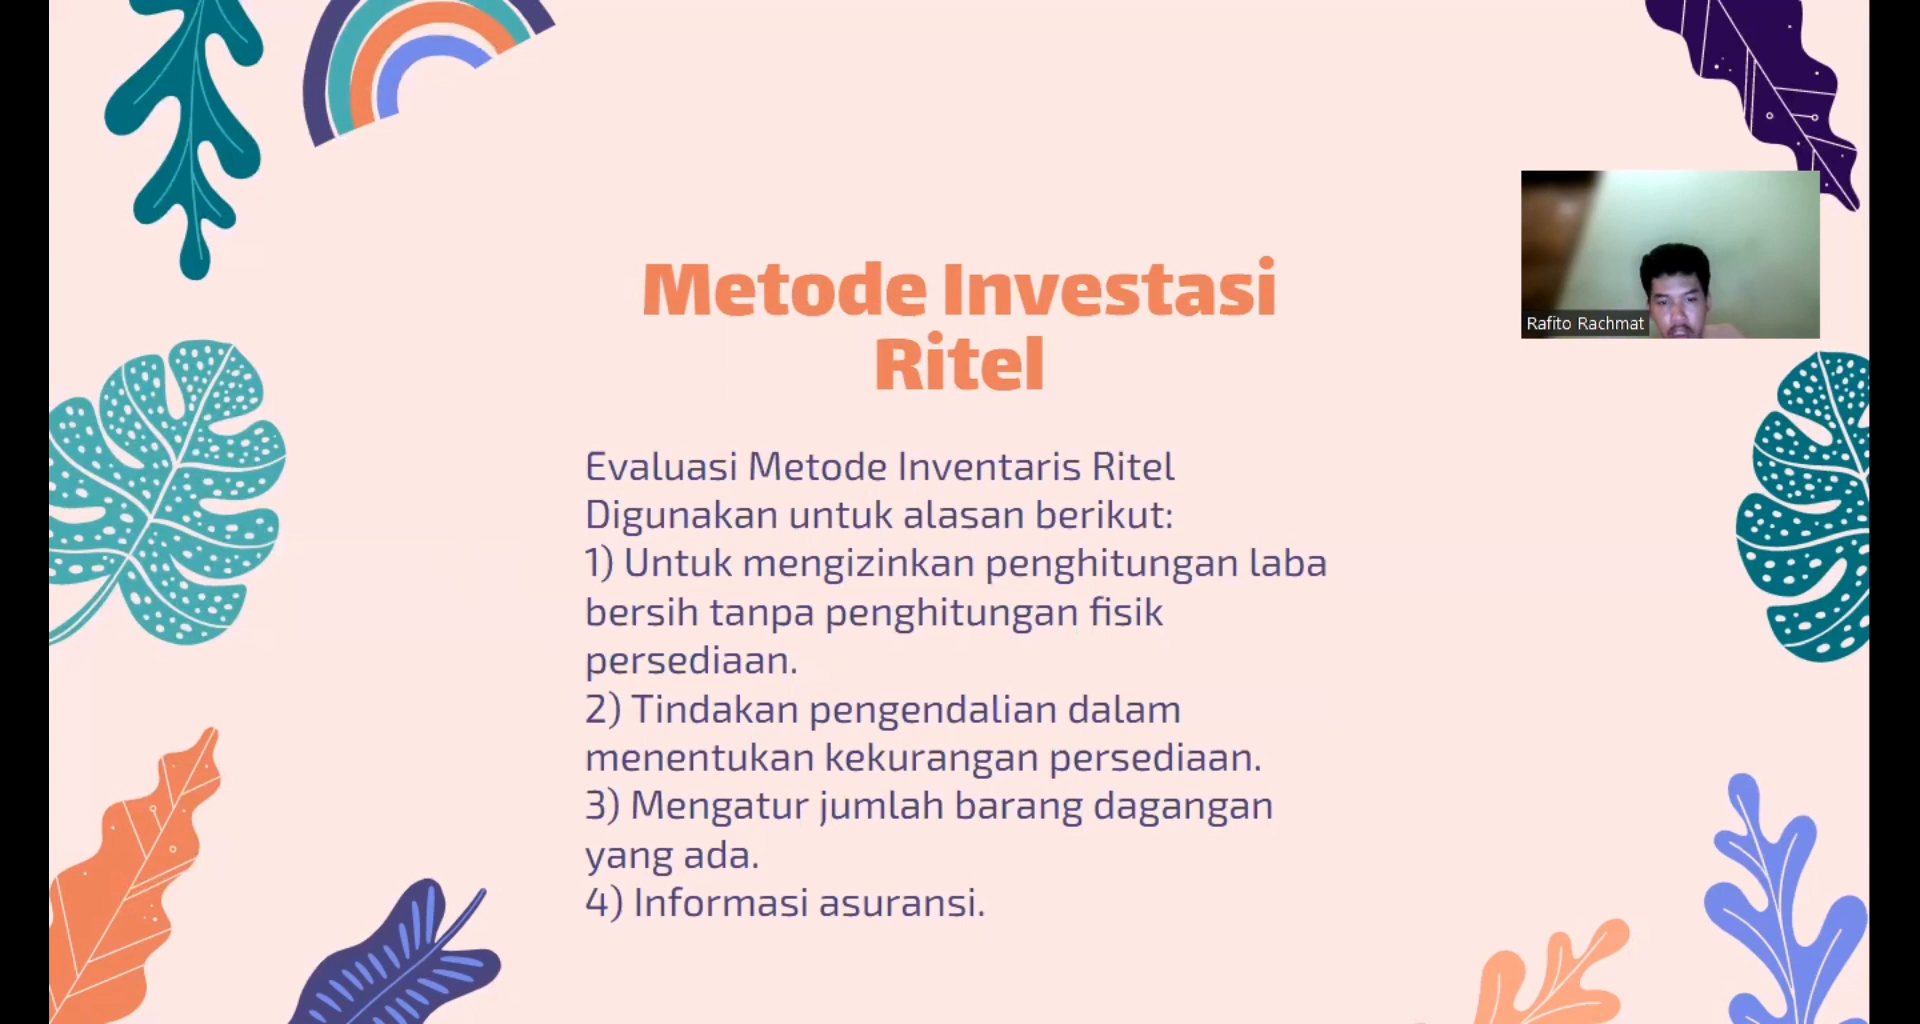 Metode Investasi
Ritel
Rafito Rachmat
Evaluasi Metode Inventaris Ritel
Digunakan untuk alasan berikut:
1) Untuk mengizinkan penghitungan laba
bersih tanpa penghitungan fisik
persediaan.
2) Tindakan pengendalian dalam
menentukan kekurangan persediaan.
3) Mengatur jumlah barang dagangan
yang ada.
4) Informasi asuransi.